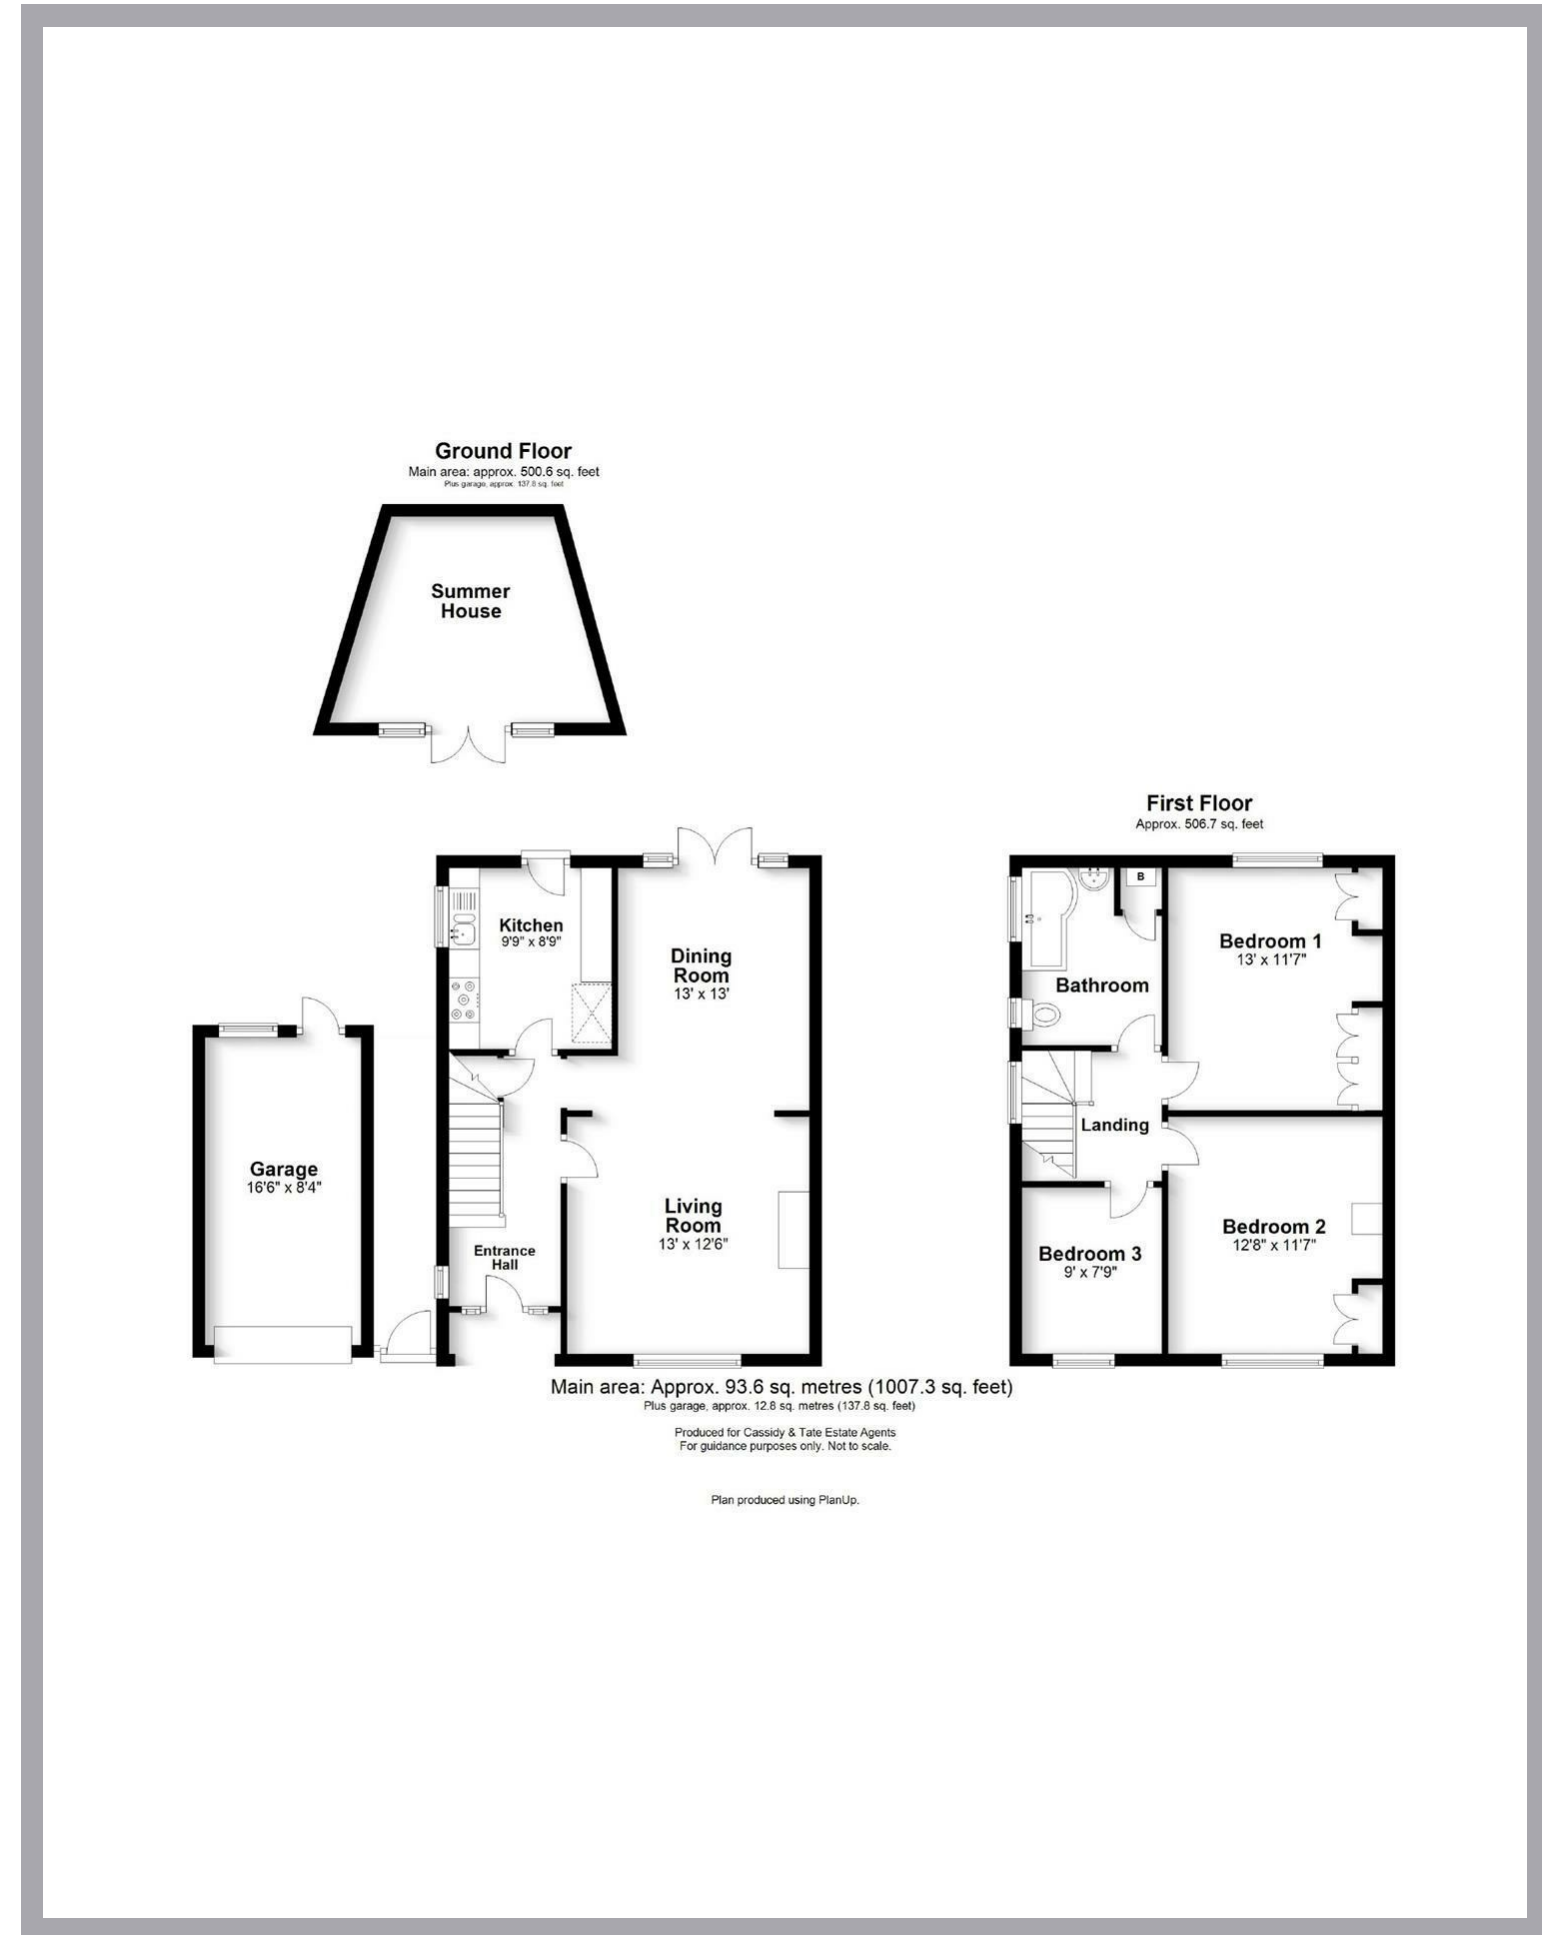 Ground Floor
Main area: approx. 500.6 sq. feet
Plus garage, approx. 137.8 sq. feet
Summer
House
First Floor
Approx. 506.7 sq. feet
Kitchen
9'9" x 8'9"
Dining
Room
13' x 13'
Garage
16'6" x 8'4"
Living
Room
13' x 12'6"
Entrance
Hall
B
Bedroom 1
13' x 11'7"
Bathroom
Landing
Bedroom 2
12'8" x 11'7"
Bedroom 3
9' x 7'9"
Main area: Approx. 93.6 sq. metres (1007.3 sq. feet)
Plus garage, approx. 12.8 sq. metres (137.8 sq. feet)
Produced for Cassidy & Tate Estate Agents
For guidance purposes only. Not to scale.
Plan produced using PlanUp.